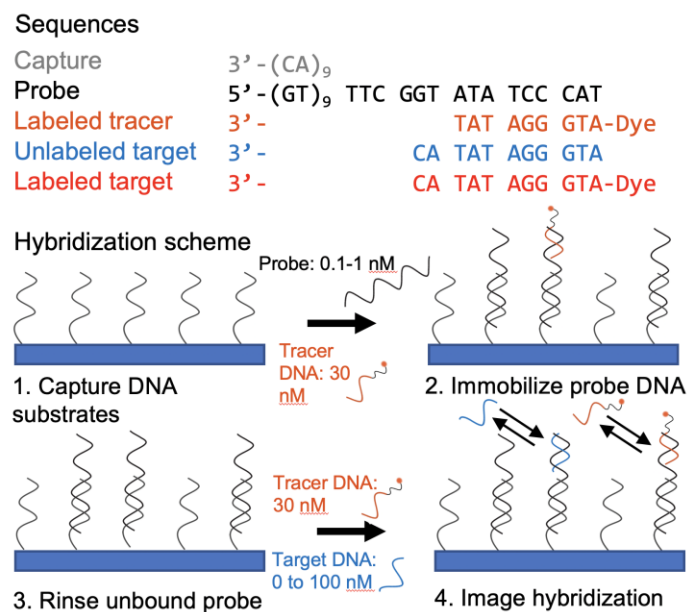 Sequences
Capture 3’-(CA)₉
Probe 5’-(GT)₉ TTC GGT ATA TCC CAT
Labeled tracer 3’- TAT AGG GTA-Dye
Unlabeled target 3’- CA TAT AGG GTA
Labeled target 3’- CA TAT AGG GTA-Dye
Hybridization scheme
Probe: 0.1-1 nM
Tracer
DNA: 30
nM
1. Capture DNA
substrates
2. Immobilize probe DNA
Tracer DNA:
30 nM
Target DNA:
0 to 100 nM
3. Rinse unbound probe
4. Image hybridization